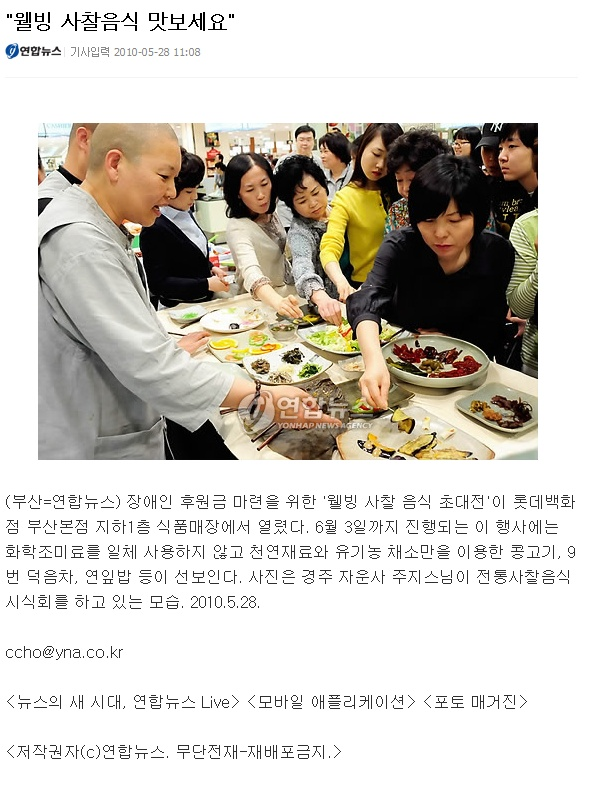 "웰빙 사찰음식 맛보세요"
연합뉴스 기사입력 2010-05-28 11:08
연합뉴스
YONHAP NEWS AGENCY
(부산=연합뉴스) 장애인 후원금 마련을 위한 '웰빙 사찰 음식 초대전'이 롯데백화
점 부산본점 지하1층 식품매장에서 열렸다. 6월 3일까지 진행되는 이 행사에는
화학조미료를 일체 사용하지 않고 천연재료와 유기농 채소만을 이용한 콩고기, 9
번 덖음차, 연잎밥 등이 선보인다. 사진은 경주 자운사 주지스님이 전통사찰음식
시식회를 하고 있는 모습. 2010.5.28.
ccho@yna.co.kr
<뉴스의 새 시대, 연합뉴스 Live> <모바일 애플리케이션> <포토 매거진>
<저작권자(c)연합뉴스. 무단전재-재배포금지.>